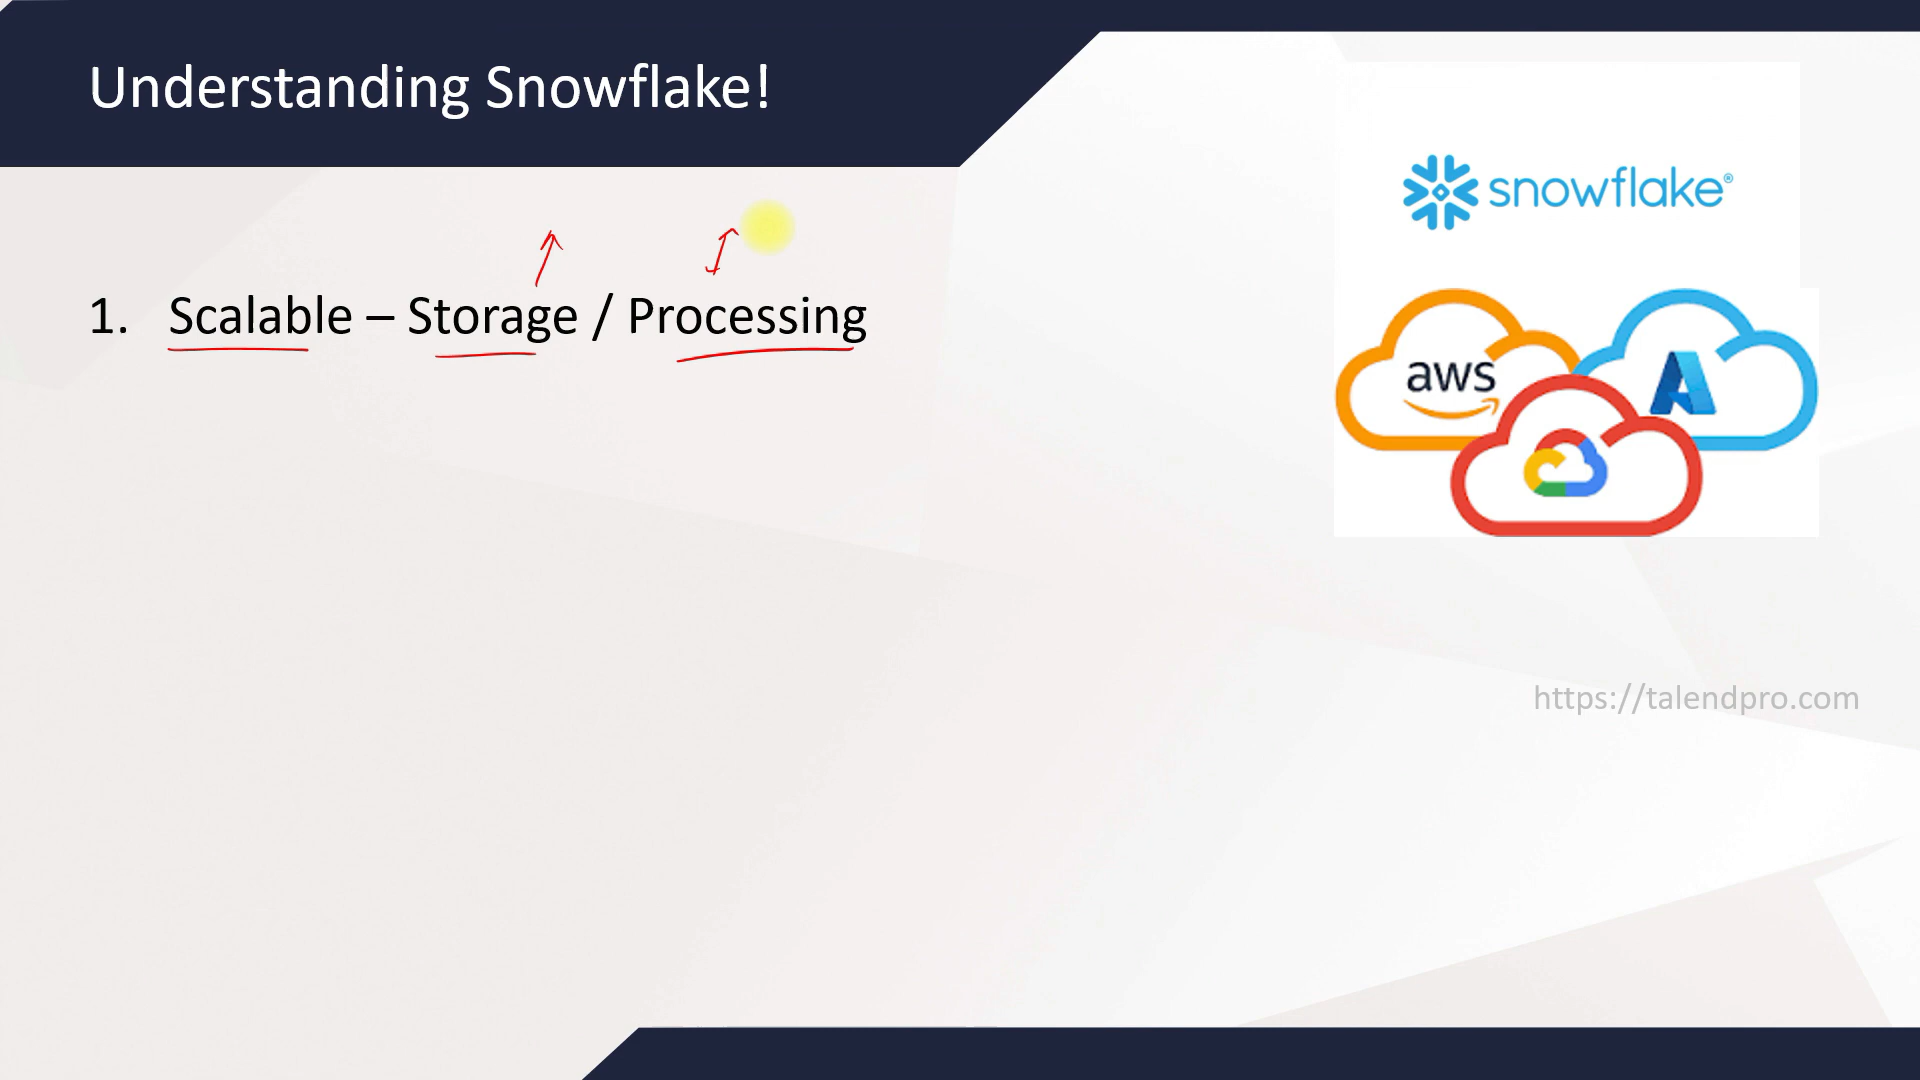 Understanding Snowflake!
snowflake®
1. Scalable – Storage / Processing
aws
https://talendpro.com